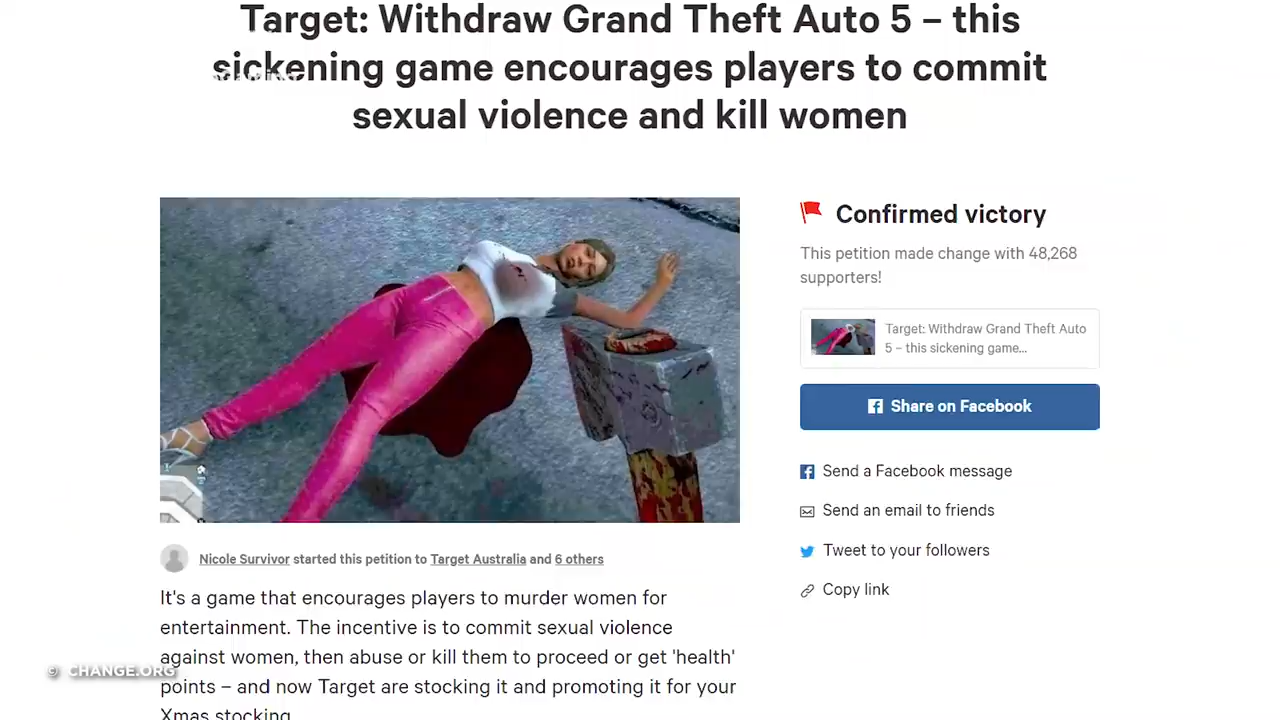 Target: Withdraw Grand Theft Auto 5 – this
sickening game encourages players to commit
sexual violence and kill women
Confirmed victory
This petition made change with 48,268
supporters!
Target: Withdraw Grand Theft Auto
5 – this sickening game...
Share on Facebook
Send a Facebook message
Send an email to friends
Tweet to your followers
Copy link
Nicole Survivor started this petition to Target Australia and 6 others
It's a game that encourages players to murder women for
entertainment. The incentive is to commit sexual violence
against women, then abuse or kill them to proceed or get 'health'
points – and now Target are stocking it and promoting it for your
Xmas stocking
© CHANGE.ORG